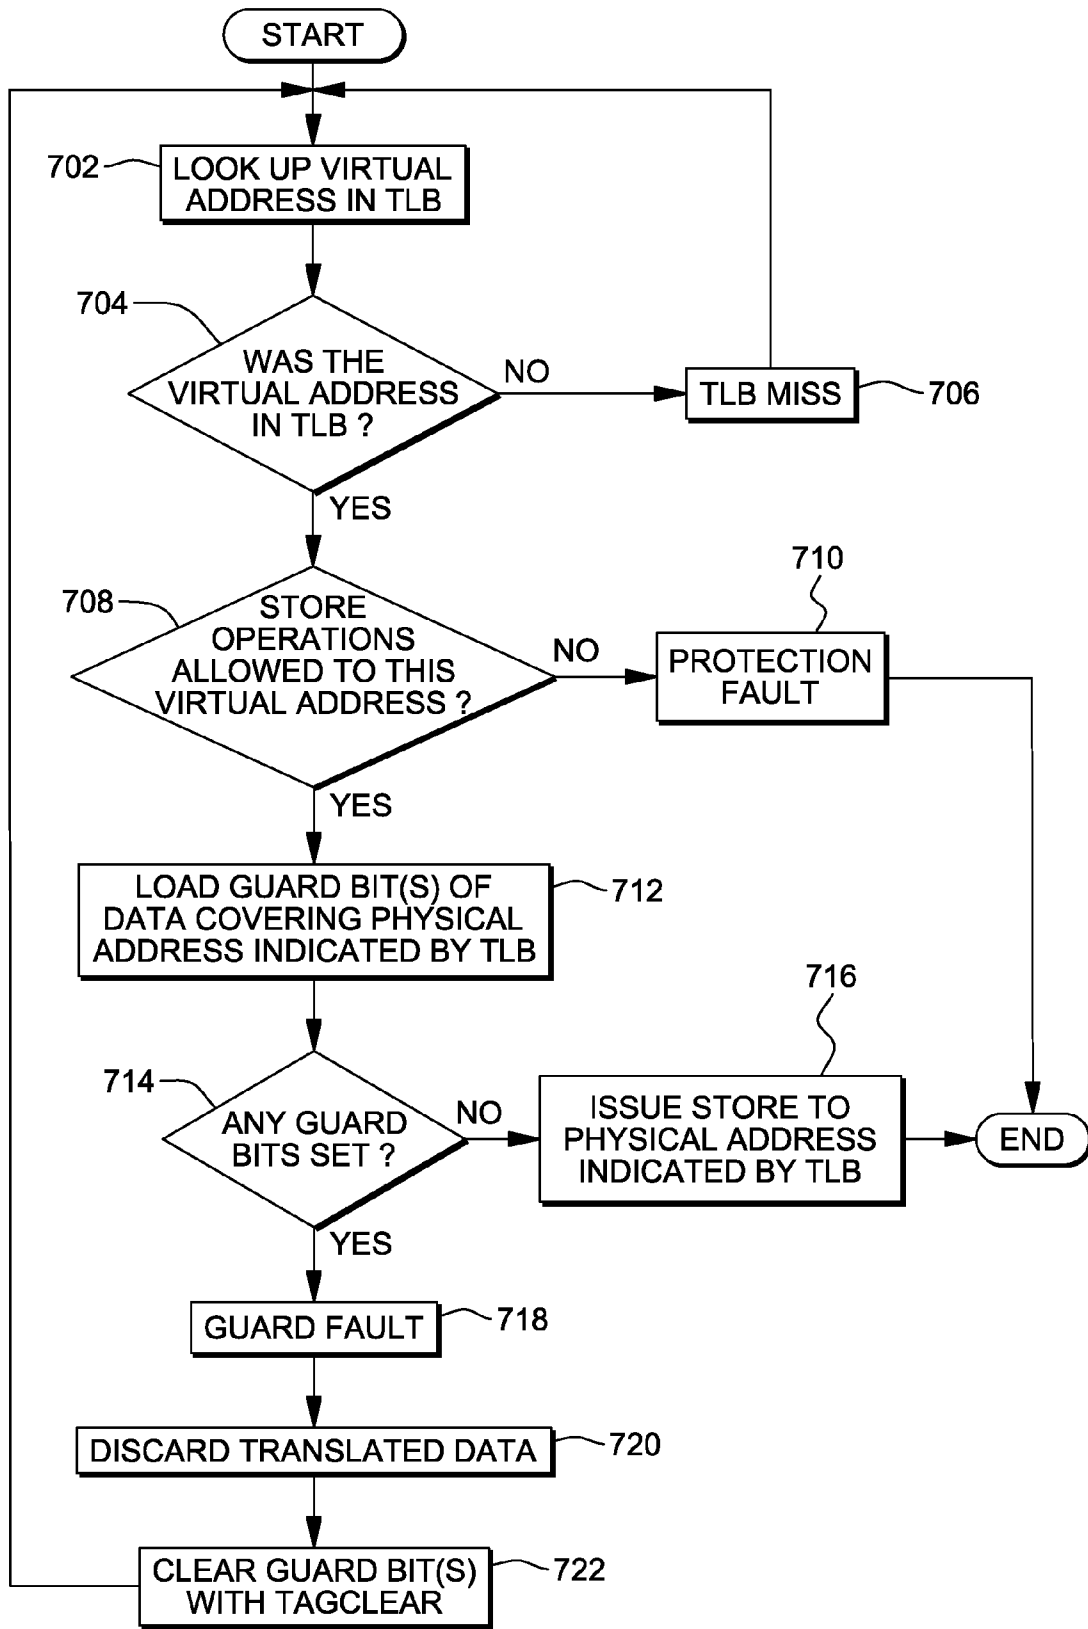 START
702
LOOK UP VIRTUAL
ADDRESS IN TLB
704
WAS THE
VIRTUAL ADDRESS
IN TLB ?
NO
TLB MISS
706
YES
708
STORE
OPERATIONS
ALLOWED TO THIS
VIRTUAL ADDRESS ?
NO
710
PROTECTION
FAULT
YES
LOAD GUARD BIT(S) OF
DATA COVERING PHYSICAL
ADDRESS INDICATED BY TLB
712
714
ANY GUARD
BITS SET ?
NO
716
ISSUE STORE TO
PHYSICAL ADDRESS
INDICATED BY TLB
END
YES
GUARD FAULT
718
DISCARD TRANSLATED DATA
720
CLEAR GUARD BIT(S)
WITH TAGCLEAR
722